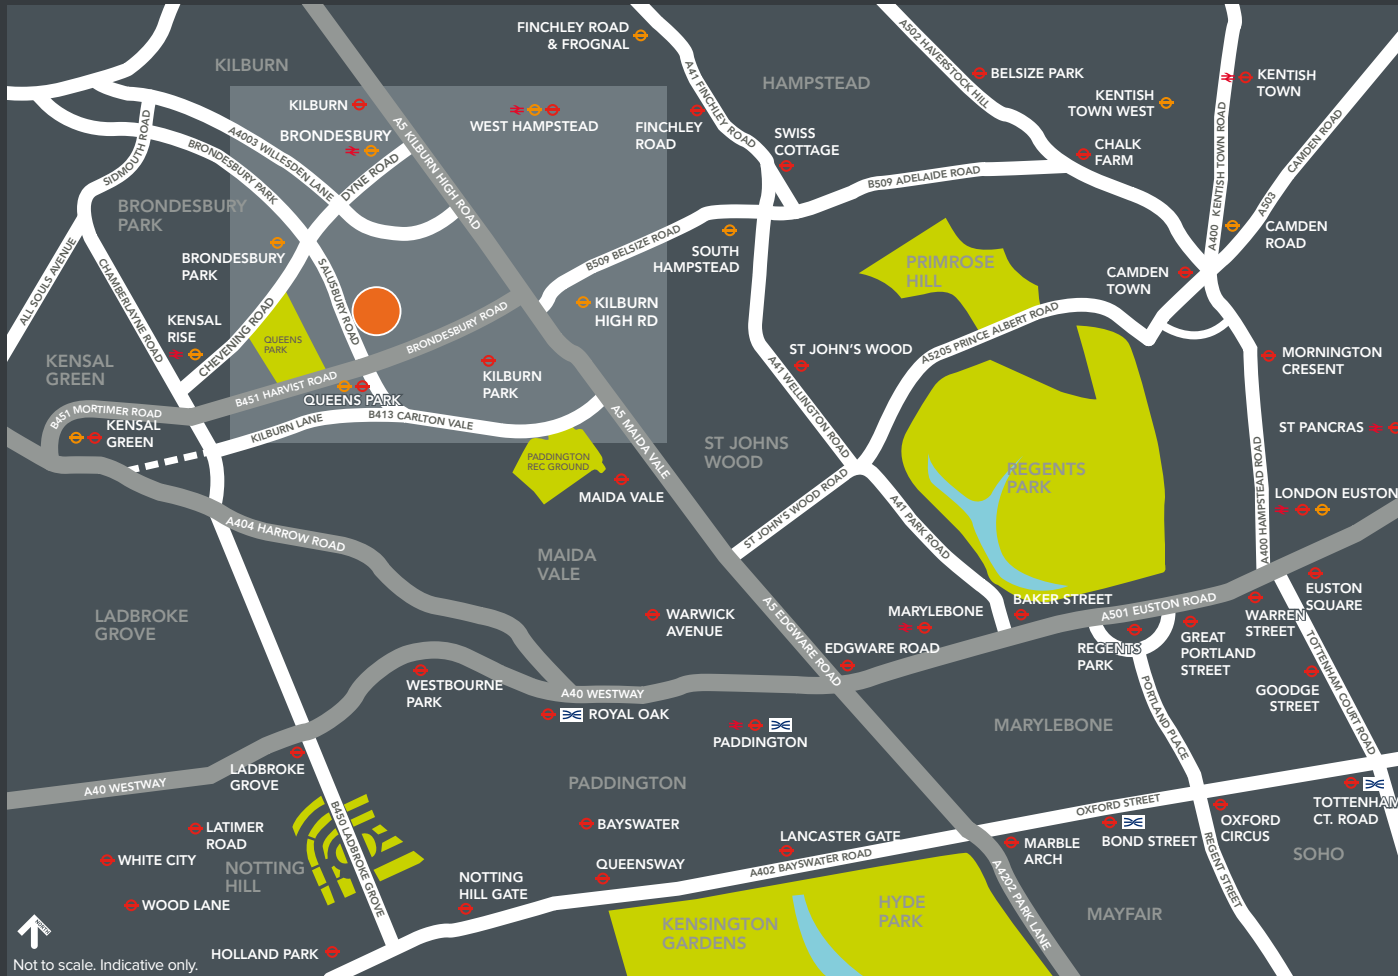 FINCHLEY ROAD
& FROGNAL
KILBURN
HAMPSTEAD
A502 HAVERSTOCK HILL
BELSIZE PARK
KENTISH
TOWN
KENTISH
TOWN WEST
KILBURN
BRONDESBURY
A5 KILBURN HIGH ROAD
WEST HAMPSTEAD
A41 FINCHLEY ROAD
FINCHLEY
ROAD
SWISS
COTTAGE
CHALK
FARM
A400 KENTISH TOWN ROAD
CAMDEN ROAD
A503
SIDMOUTH ROAD
A4003 WILLESDEN LANE
BRONDESBURY PARK
DYNE ROAD
B509 ADELAIDE ROAD
BRONDESBURY
PARK
BRONDESBURY
PARK
B509 BELSIZE ROAD
SOUTH
HAMPSTEAD
CAMDEN
ROAD
CAMDEN
TOWN
PRIMROSE
HILL
ALL SOULS AVENUE
CHAMBERLAYNE ROAD
SALUSBURY ROAD
KILBURN
HIGH RD
KENSAL
RISE
CHEVENING ROAD
QUEENS
PARK
BRONDESBURY ROAD
A5205 PRINCE ALBERT ROAD
ST JOHN'S WOOD
MORNINGTON
CRESENT
KENSAL
GREEN
KILBURN
PARK
B451 HARVIST ROAD
QUEENS PARK
A41 WELLINGTON ROAD
B451 MORTIMER ROAD
KENSAL
GREEN
KILBURN LANE
B413 CARLTON VALE
A5 MAIDA VALE
ST JOHNS
WOOD
ST PANCRAS
PADDINGTON
REC GROUND
MAIDA VALE
REGENTS
PARK
A400 HAMPSTEAD ROAD
LONDON EUSTON
ST JOHN'S WOOD ROAD
A41 PARK ROAD
A404 HARROW ROAD
MAIDA
VALE
EUSTON
SQUARE
LADBROKE
GROVE
A5 EDGWARE ROAD
WARWICK
AVENUE
MARYLEBONE
BAKER STREET
A501 EUSTON ROAD
WARREN
STREET
EDGWARE ROAD
REGENTS
PARK
GREAT
PORTLAND
STREET
TOTTENHAM COURT ROAD
GOODGE
STREET
WESTBOURNE
PARK
A40 WESTWAY
ROYAL OAK
PADDINGTON
MARYLEBONE
PORTLAND PLACE
LADBROKE
GROVE
A40 WESTWAY
PADDINGTON
OXFORD STREET
TOTTENHAM
CT. ROAD
B450 LADBROKE GROVE
LATIMER
ROAD
BAYSWATER
LANCASTER GATE
MARBLE
ARCH
BOND STREET
OXFORD
CIRCUS
SOHO
WHITE CITY
NOTTING
HILL
QUEENSWAY
A402 BAYSWATER ROAD
REGENT STREET
NOTTING
HILL GATE
A4202 PARK LANE
WOOD LANE
HYDE
PARK
MAYFAIR
KENSINGTON
GARDENS
HOLLAND PARK
NORTH
Not to scale. Indicative only.